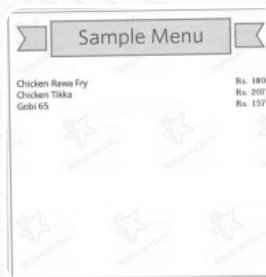 Sample Menu
Chicken Rawa Fry Rs. 180
Chicken Tikka Rs. 207
Gobi 65 Rs. 157